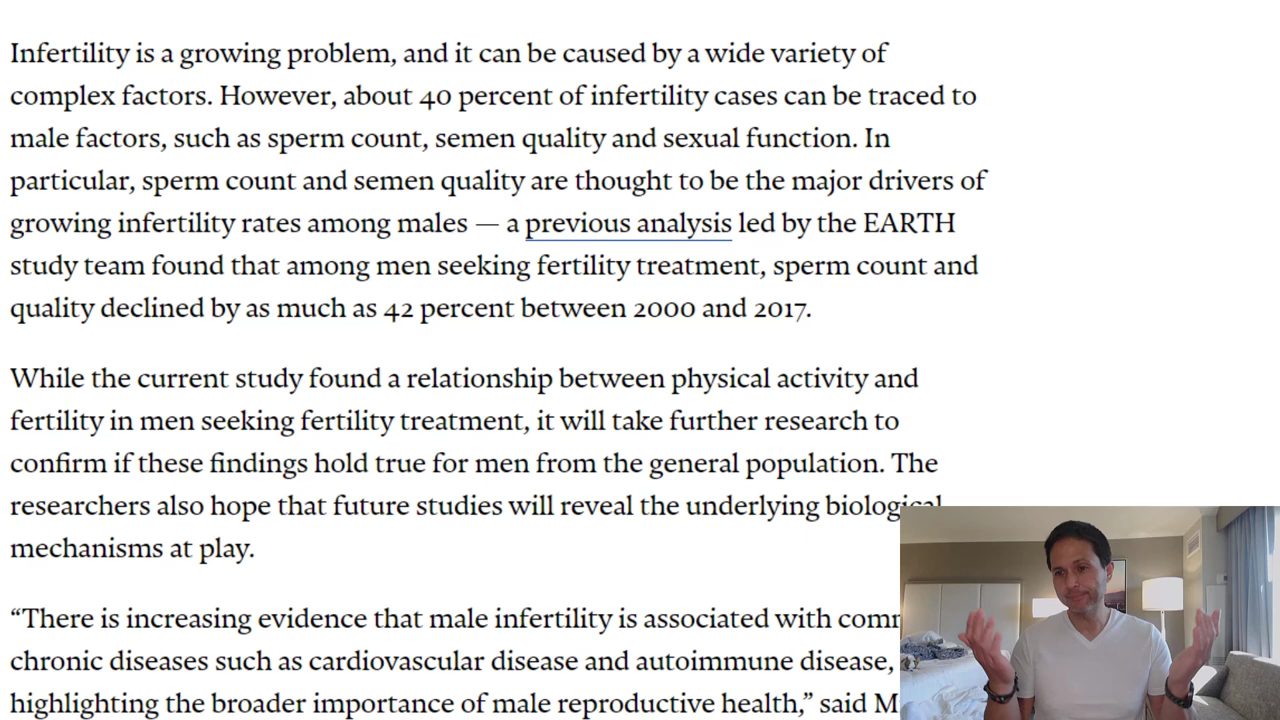 Infertility is a growing problem, and it can be caused by a wide variety of
complex factors. However, about 40 percent of infertility cases can be traced to
male factors, such as sperm count, semen quality and sexual function. In
particular, sperm count and semen quality are thought to be the major drivers of
growing infertility rates among males — a previous analysis led by the EARTH
study team found that among men seeking fertility treatment, sperm count and
quality declined by as much as 42 percent between 2000 and 2017.
While the current study found a relationship between physical activity and
fertility in men seeking fertility treatment, it will take further research to
confirm if these findings hold true for men from the general population. The
researchers also hope that future studies will reveal the underlying biological
mechanisms at play.
“There is increasing evidence that male infertility is associated with
chronic diseases such as cardiovascular disease and autoimmune disease,
highlighting the broader importance of male reproductive health,” said